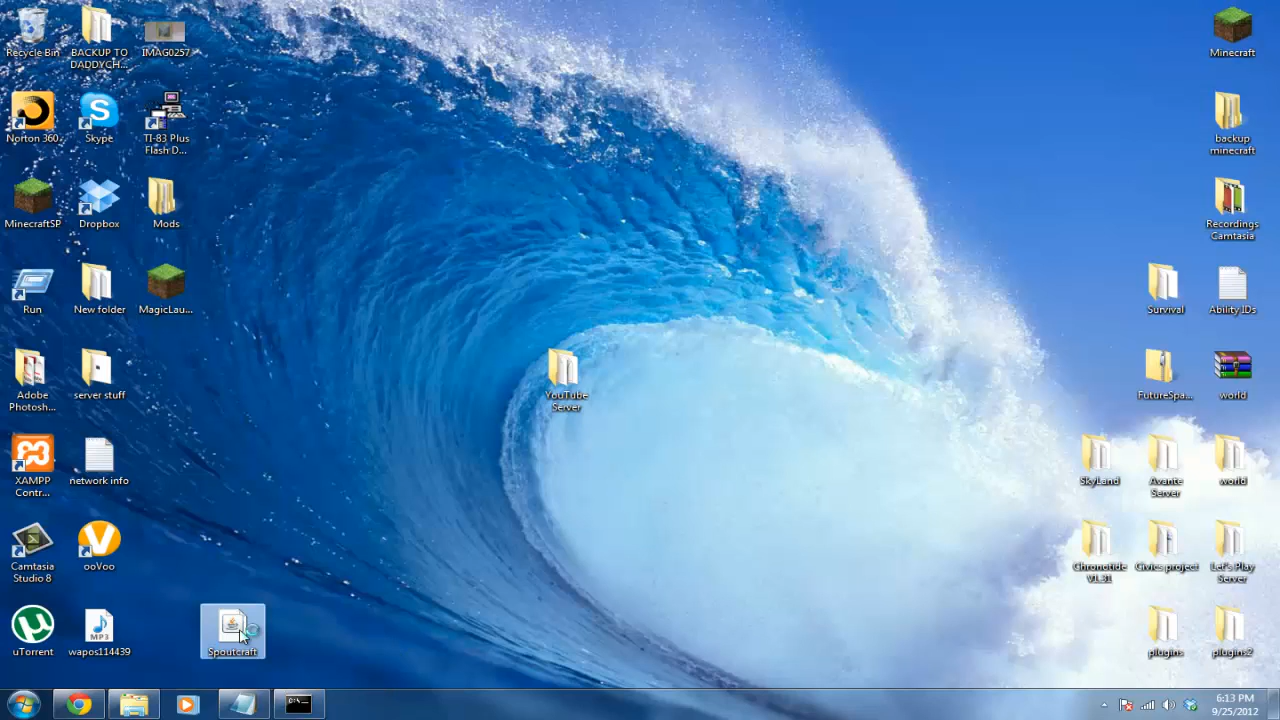 Recycle Bin
BACKUP TO
DADDYCH...
IMAG0257
Minecraft
Norton 360
Skype
TI-83 Plus
Flash D...
backup
minecraft
MinecraftSP
Dropbox
Mods
Recordings
Camtasia
Run
New folder
MagicLau...
Survival
Ability IDs
Adobe
Photosh...
server stuff
YouTube
Server
FutureSpa...
world
XAMPP
Contr...
network info
SkyLand
Avante
Server
world
Camtasia
Studio 8
ooVoo
Chronotide
V1.31
Civics project
Let's Play
Server
uTorrent
MP3
wapos114439
Spoutcraft
plugins
plugins2
6:13 PM
9/25/2012